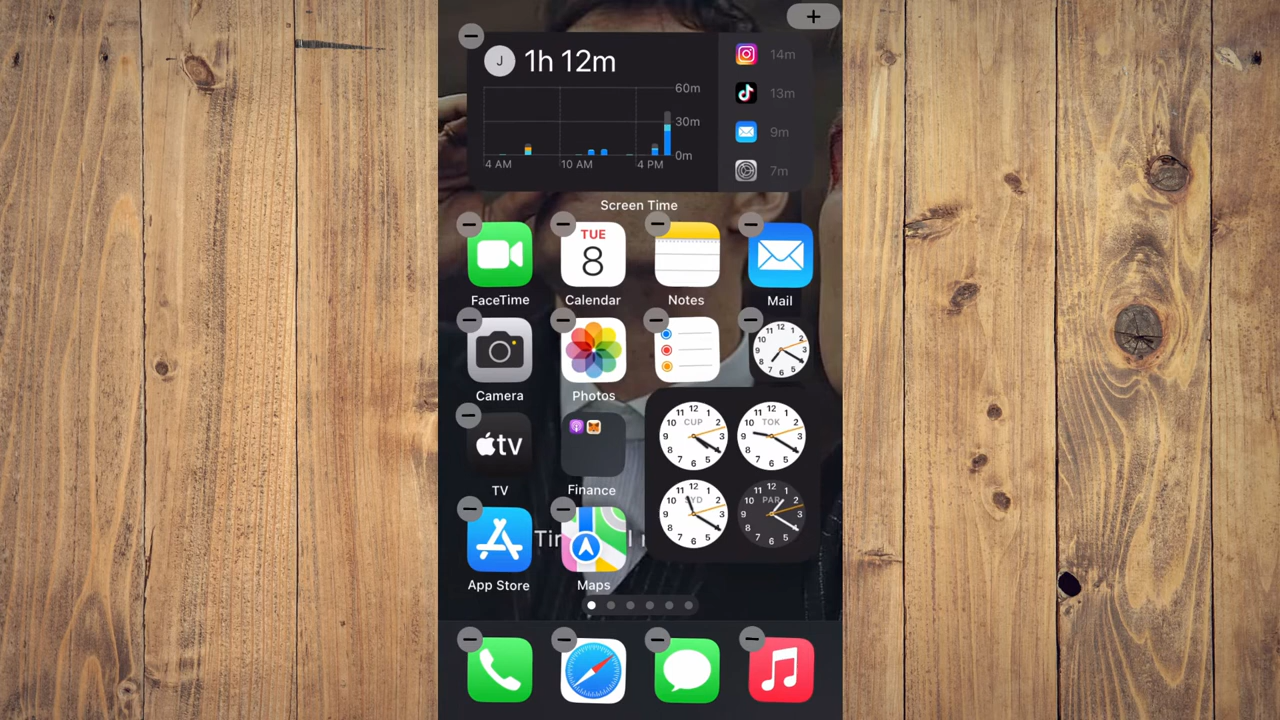 J 1h 12m
14m
60m
13m
30m
9m
0m
4 AM 10 AM 4 PM
7m
Screen Time
TUE
8
FaceTime Calendar Notes Mail
Camera Photos
CUP TOK
tv
TV Finance
PAR
App Store Maps